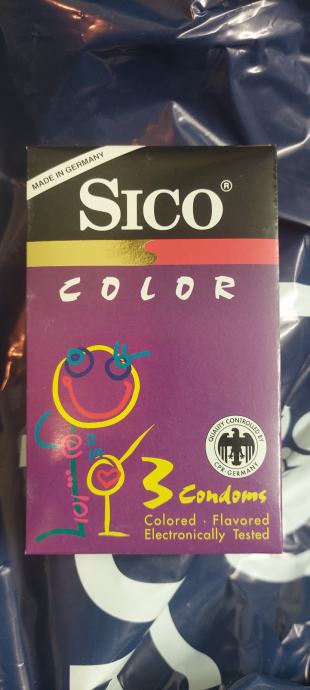 MADE IN GERMANY
SICO®
COLOR
QUALITY CONTROLLED BY
CPR-GERMANY
3 Condoms
Colored · Flavored
Electronically Tested